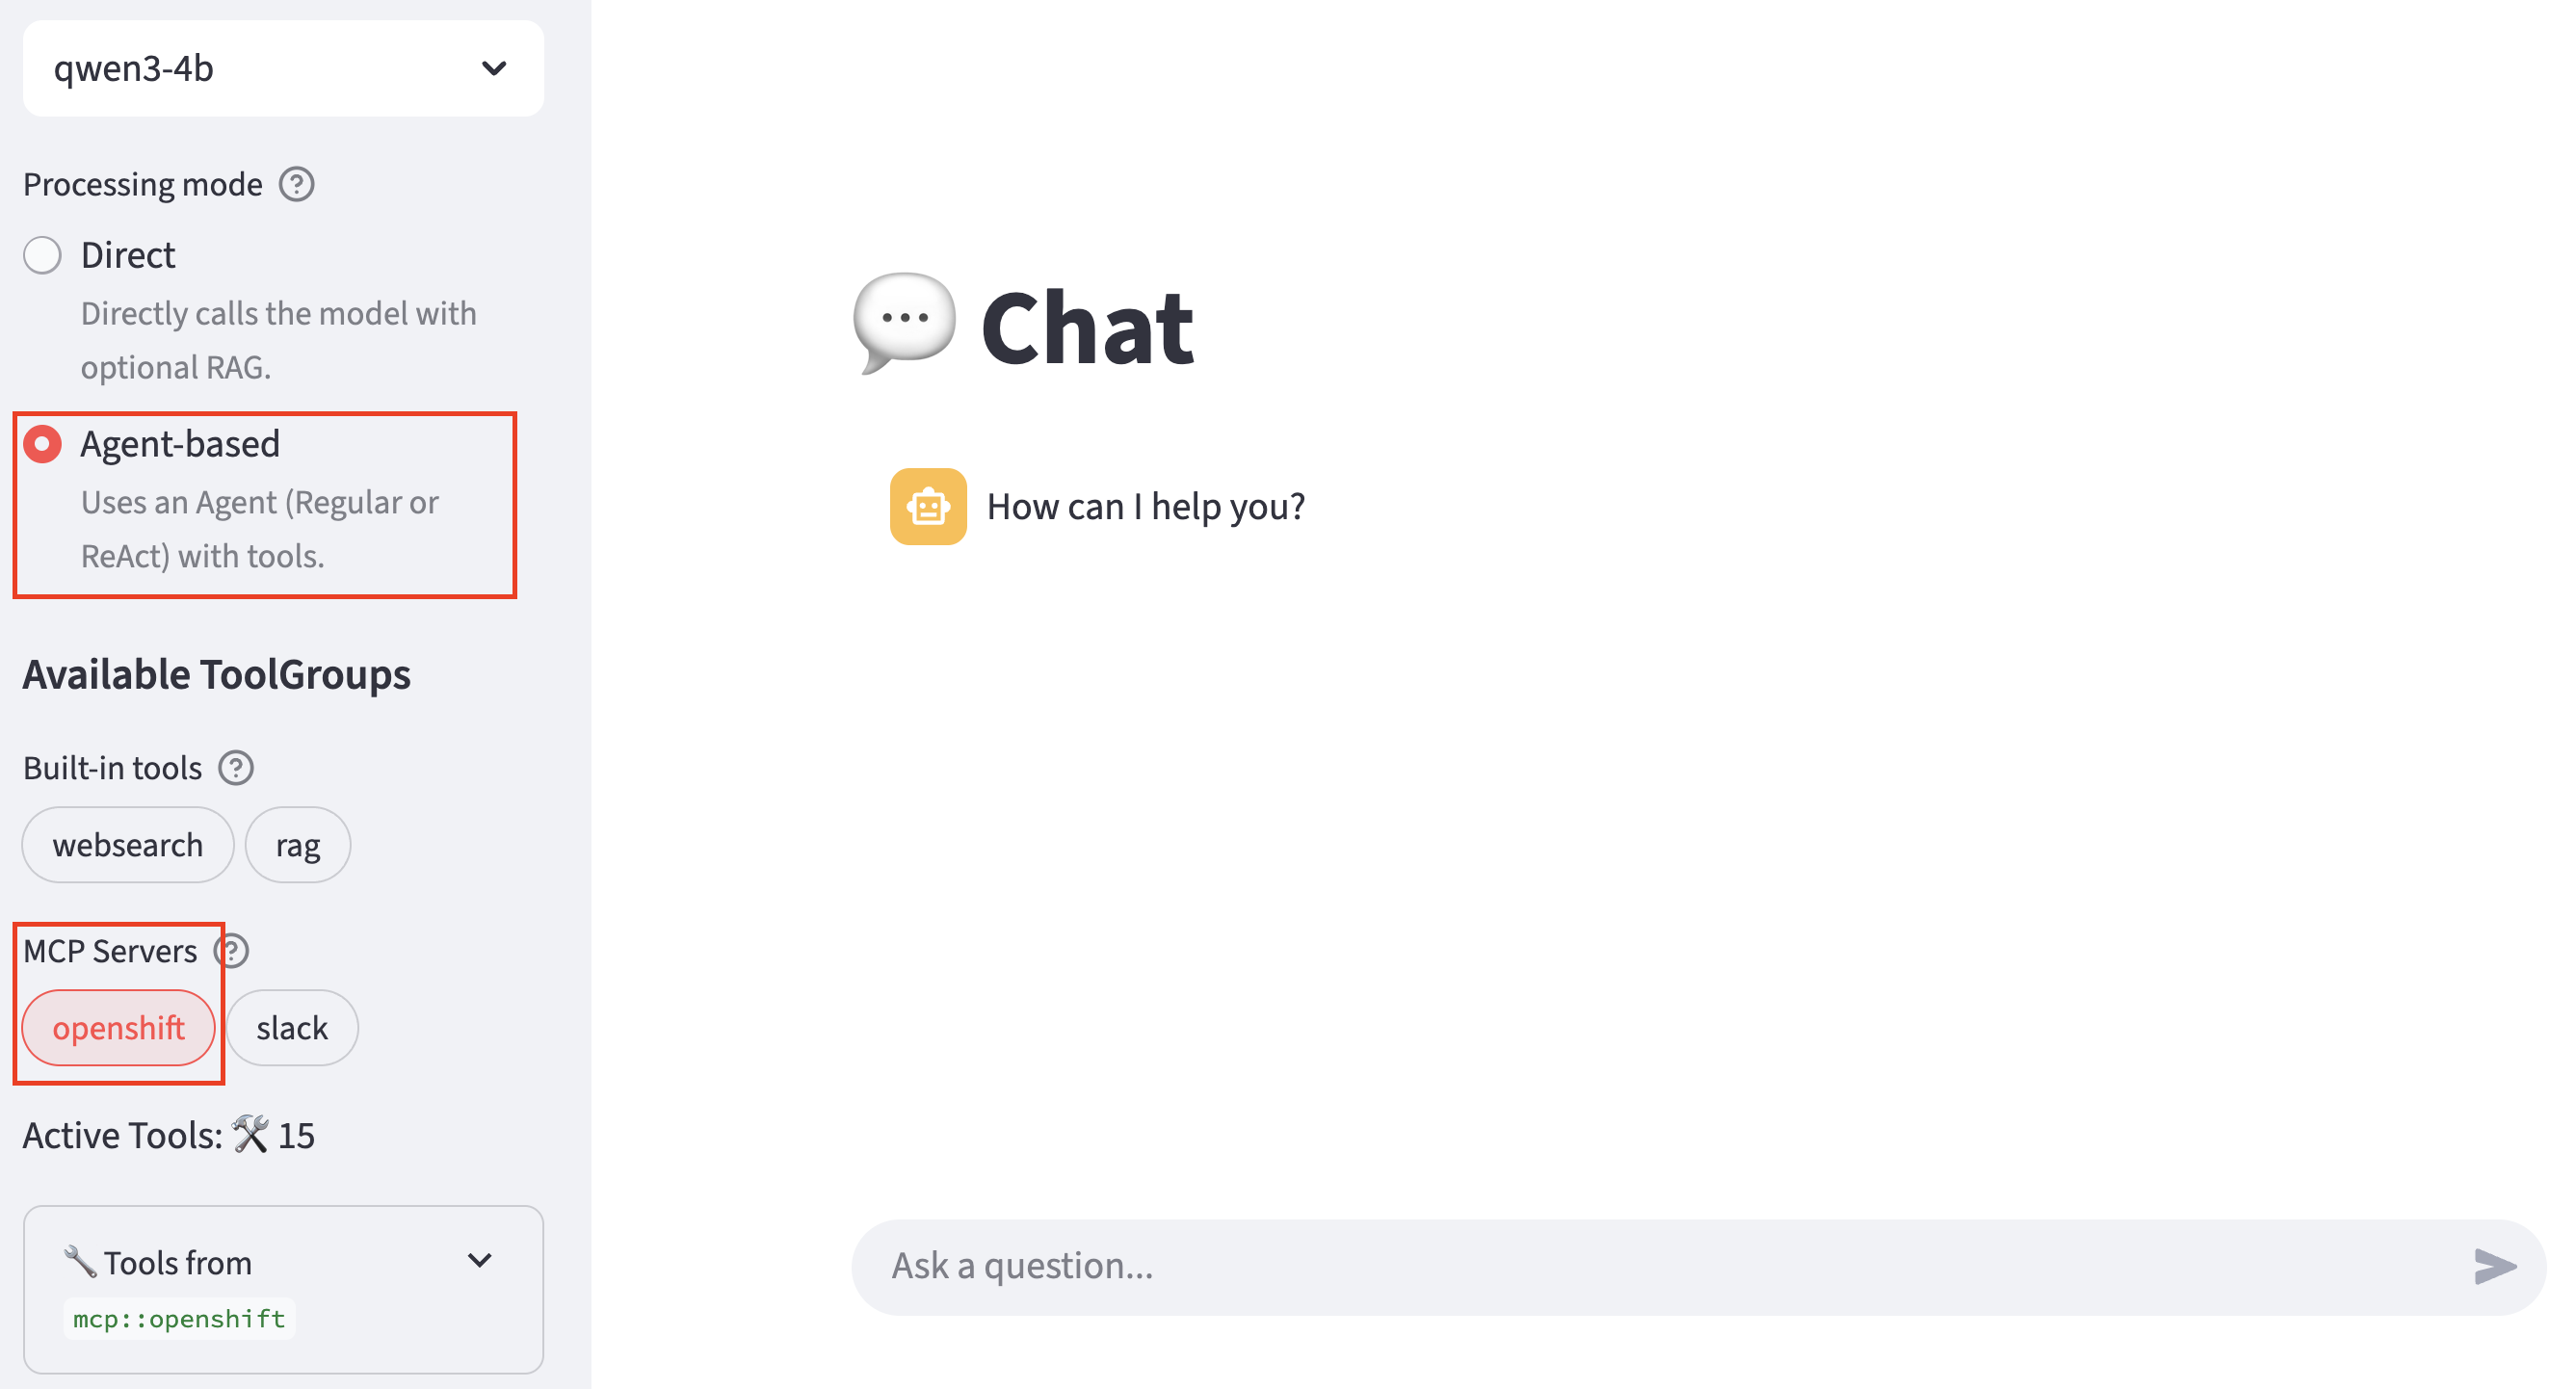 qwen3-4b
Processing mode
Direct
Directly calls the model with
optional RAG.
Agent-based
Uses an Agent (Regular or
ReAct) with tools.
Available ToolGroups
Built-in tools
websearch rag
MCP Servers
openshift slack
Active Tools: 🛠 15
🔧 Tools from
mcp::openshift
💬 Chat
How can I help you?
Ask a question...